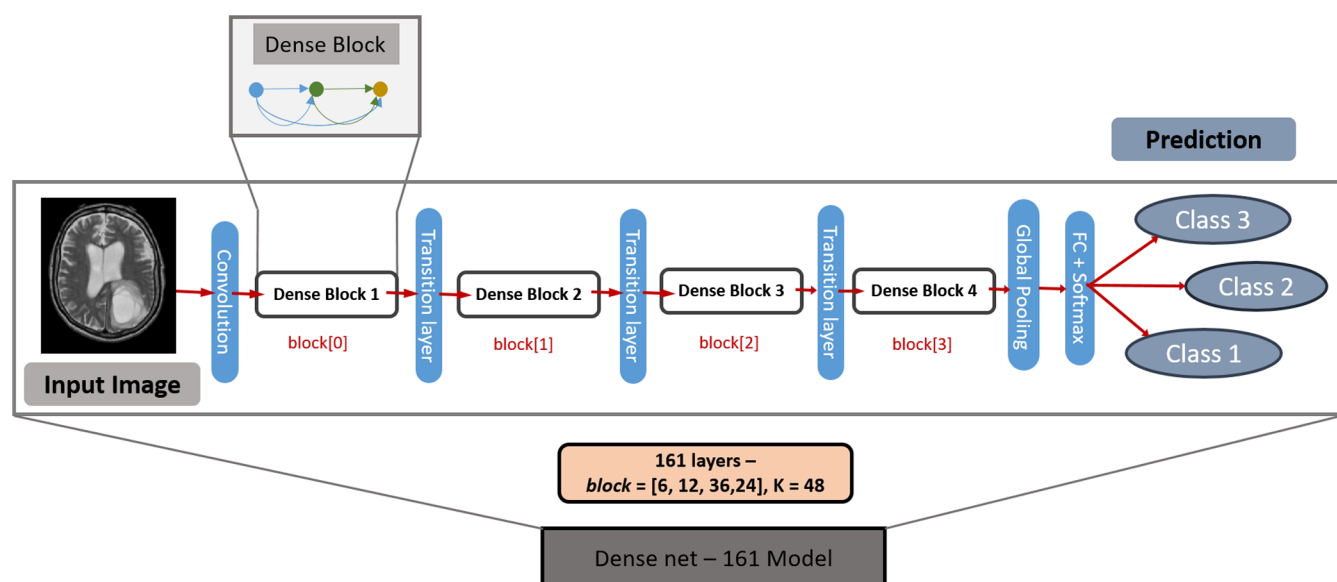 Dense Block
Prediction
Input Image
Convolution
Dense Block 1
block[0]
Transition layer
Dense Block 2
block[1]
Transition layer
Dense Block 3
block[2]
Transition layer
Dense Block 4
block[3]
Global Pooling
FC + Softmax
Class 3
Class 2
Class 1
161 layers –
block = [6, 12, 36,24], K = 48
Dense net – 161 Model